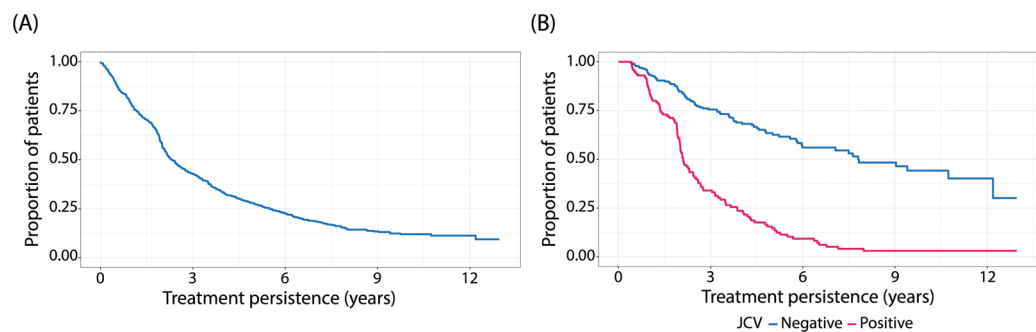 (A)
Proportion of patients
1.00
0.75
0.50
0.25
0.00
0 3 6 9 12
Treatment persistence (years)
(B)
Proportion of patients
1.00
0.75
0.50
0.25
0.00
0 3 6 9 12
Treatment persistence (years)
JCV Negative Positive